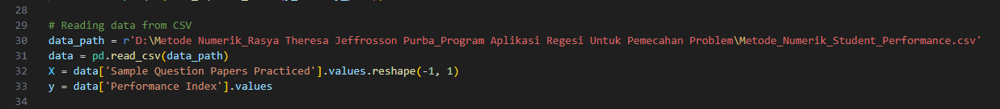 28
29 # Reading data from CSV
30 data_path = r'D:\Metode Numerik_Rasya Theresa Jeffrosson Purba_Program Aplikasi Regesi Untuk Pemecahan Problem\Metode_Numerik_Student_Performance.csv'
31 data = pd.read_csv(data_path)
32 X = data['Sample Question Papers Practiced'].values.reshape(-1, 1)
33 y = data['Performance Index'].values
34